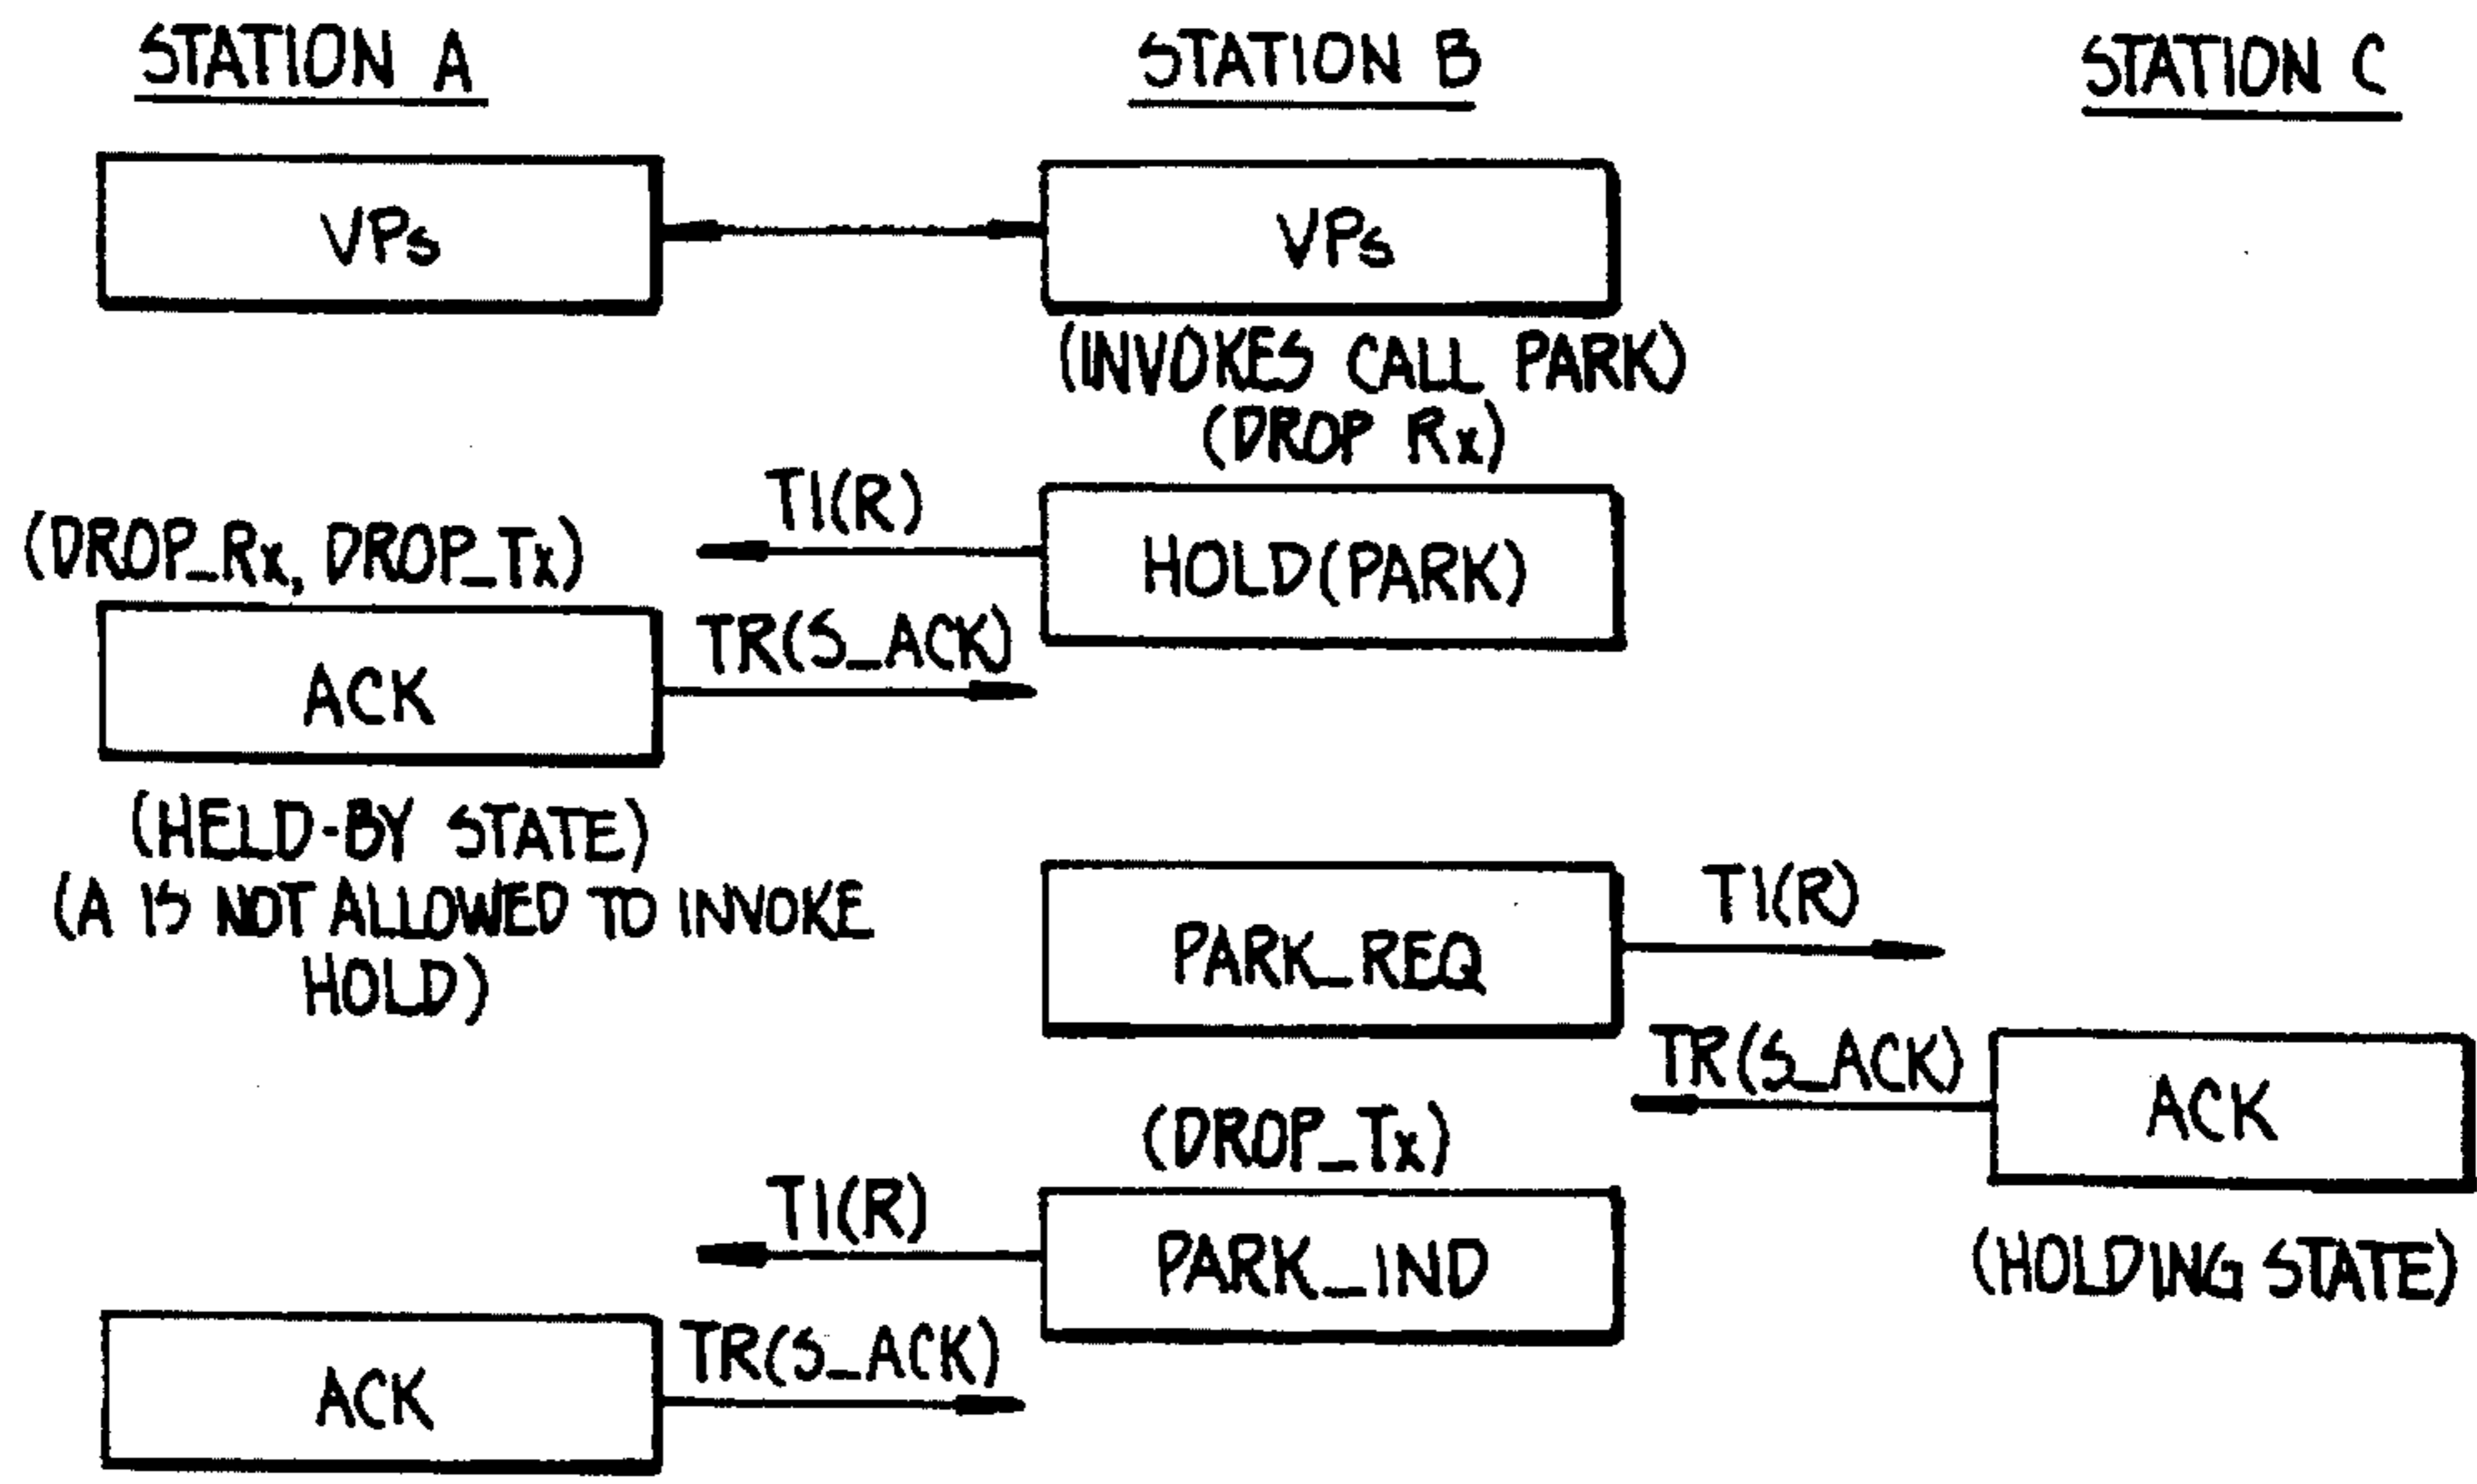 STATION A
STATION B
STATION C
VPs
VPs
(INVOKES CALL PARK)
(DROP Rx)
TI(R)
HOLD(PARK)
(DROP_Rx, DROP_Tx)
ACK
TR(S_ACK)
(HELD-BY STATE)
(A IS NOT ALLOWED TO INVOKE
HOLD)
PARK_REQ
TI(R)
TR(S_ACK)
ACK
(HOLDING STATE)
(DROP_Tx)
TI(R)
PARK_IND
ACK
TR(S_ACK)